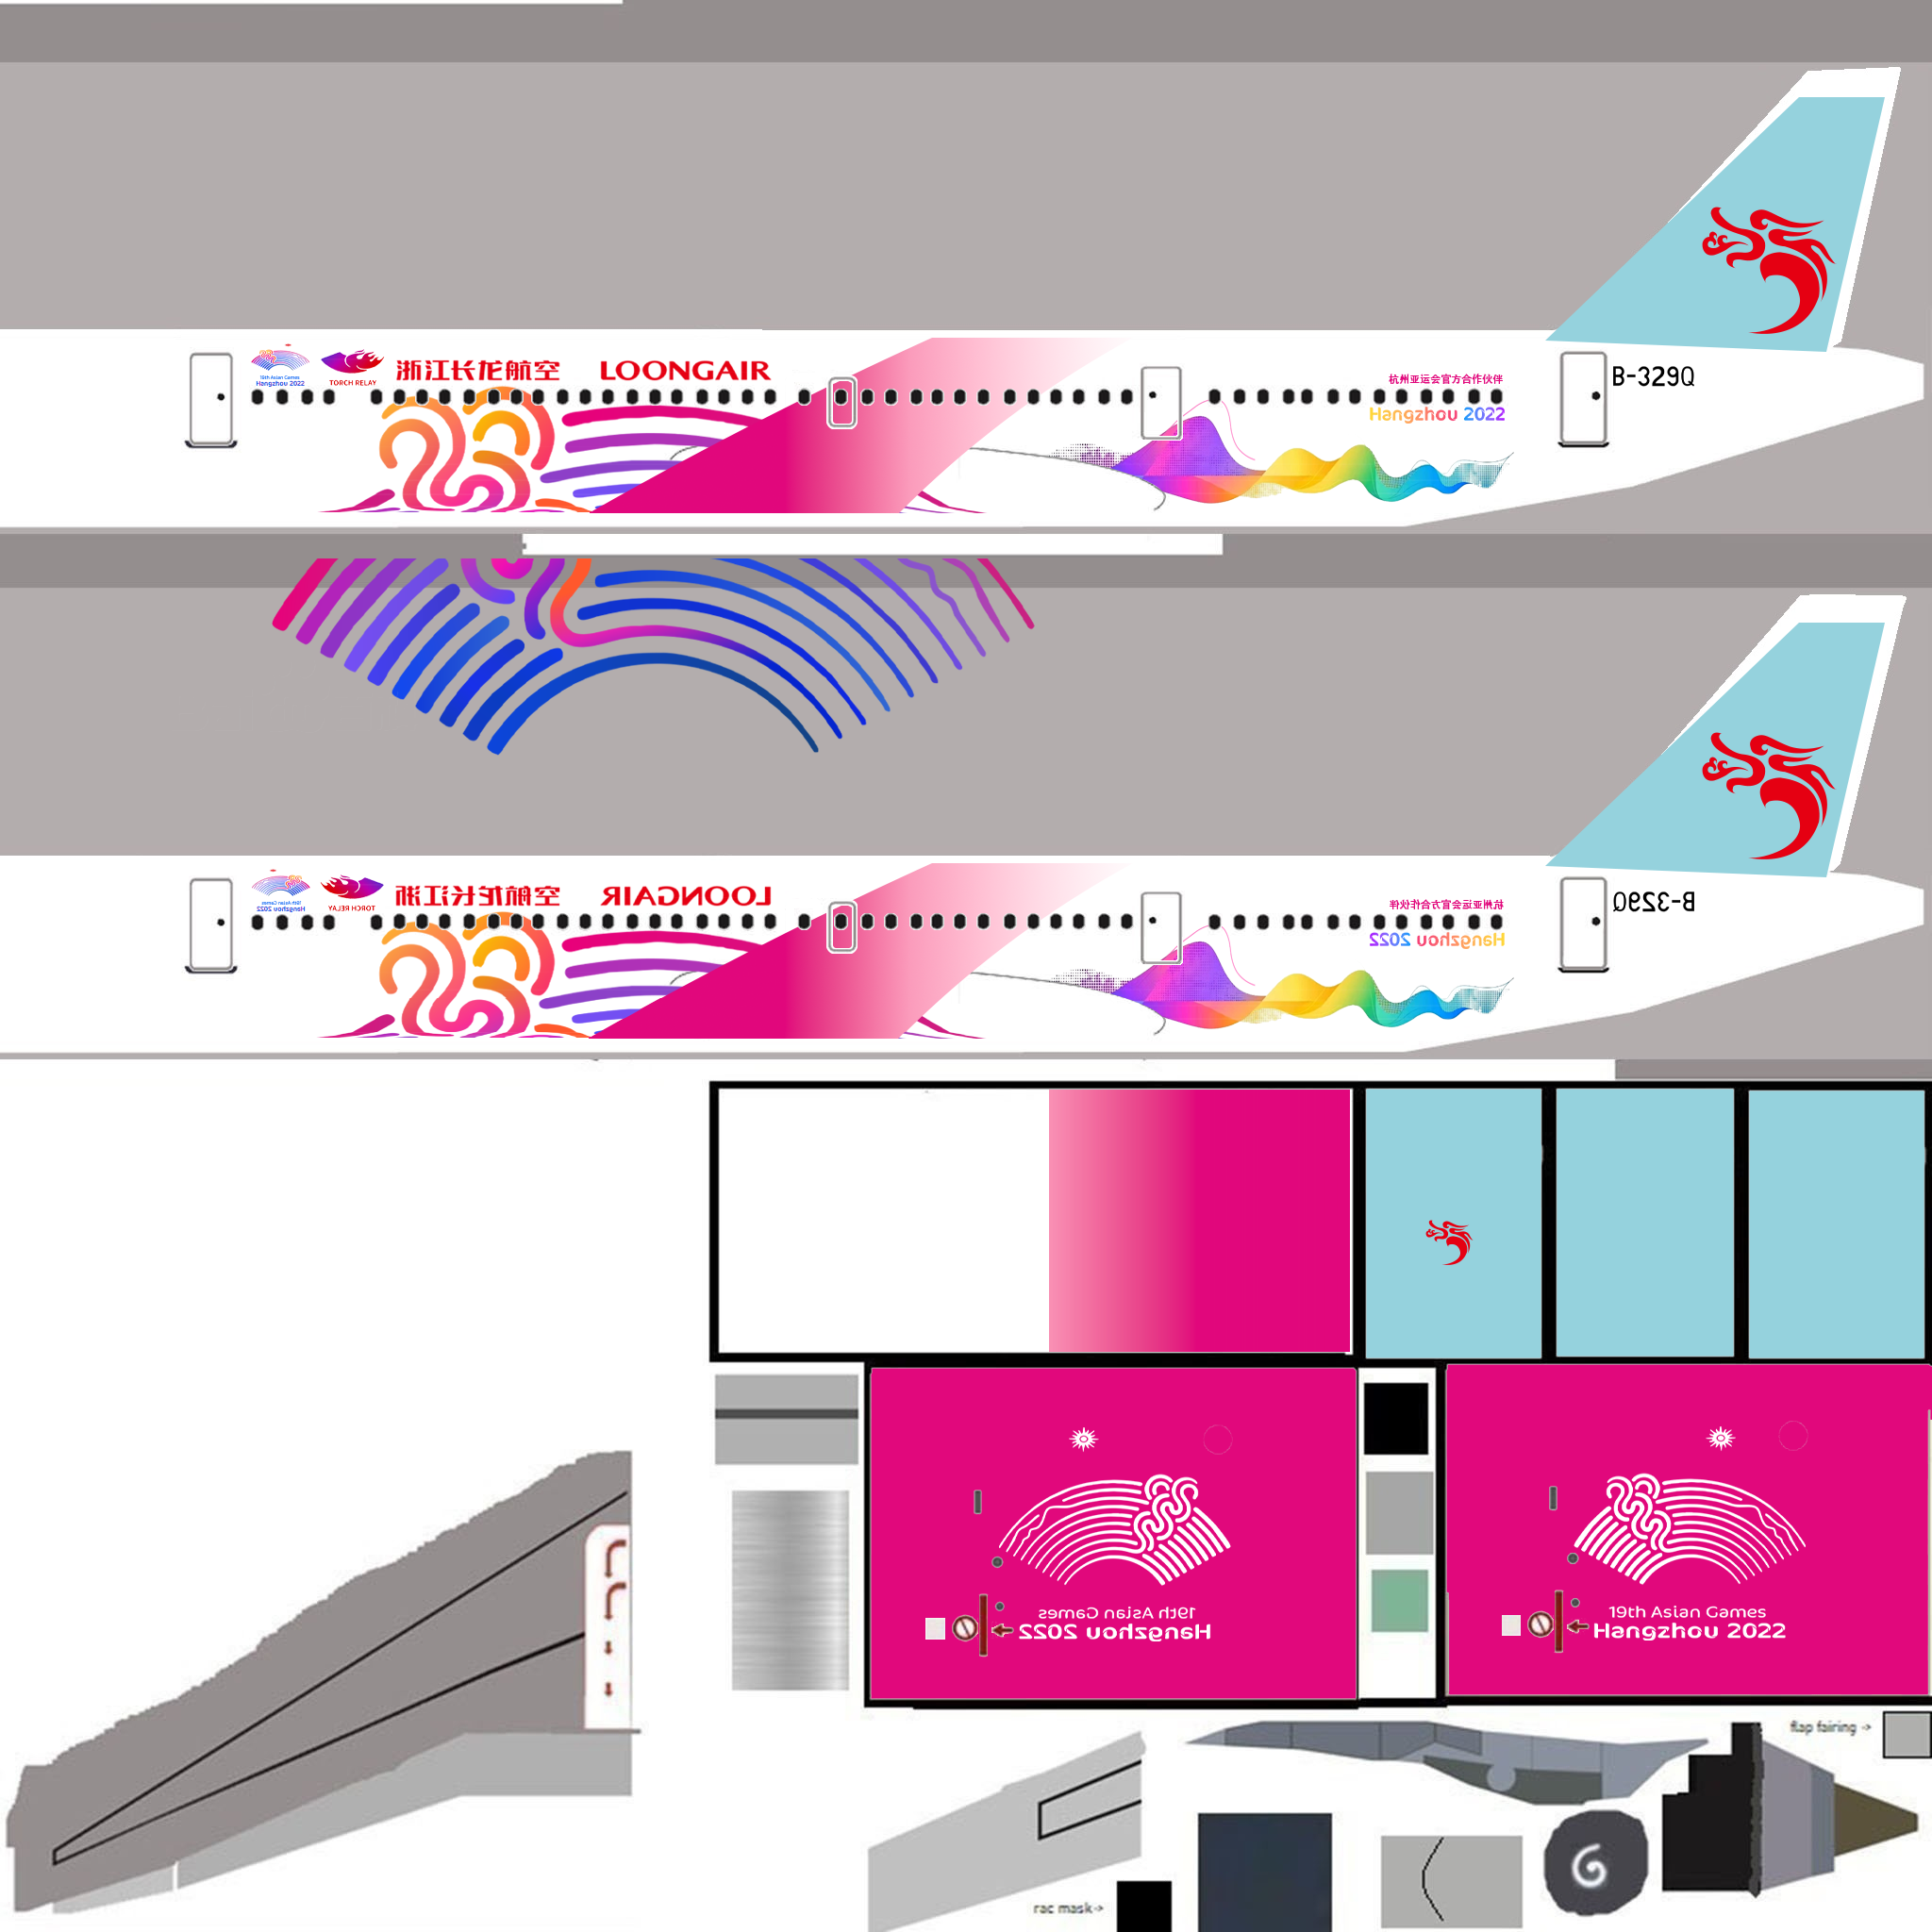 19th Asian Games
Hangzhou 2022
TORCH RELAY
浙江长龙航空
LOONGAIR
杭州亚运会官方合作伙伴
Hangzhou 2022
B-329Q
19th Asian Games
Hangzhou 2022
TORCH RELAY
浙江长龙航空
LOONGAIR
杭州亚运会官方合作伙伴
Hangzhou 2022
B-329Q
19th Asian Games
Hangzhou 2022
19th Asian Games
Hangzhou 2022
flap fairing ->
rac mask->